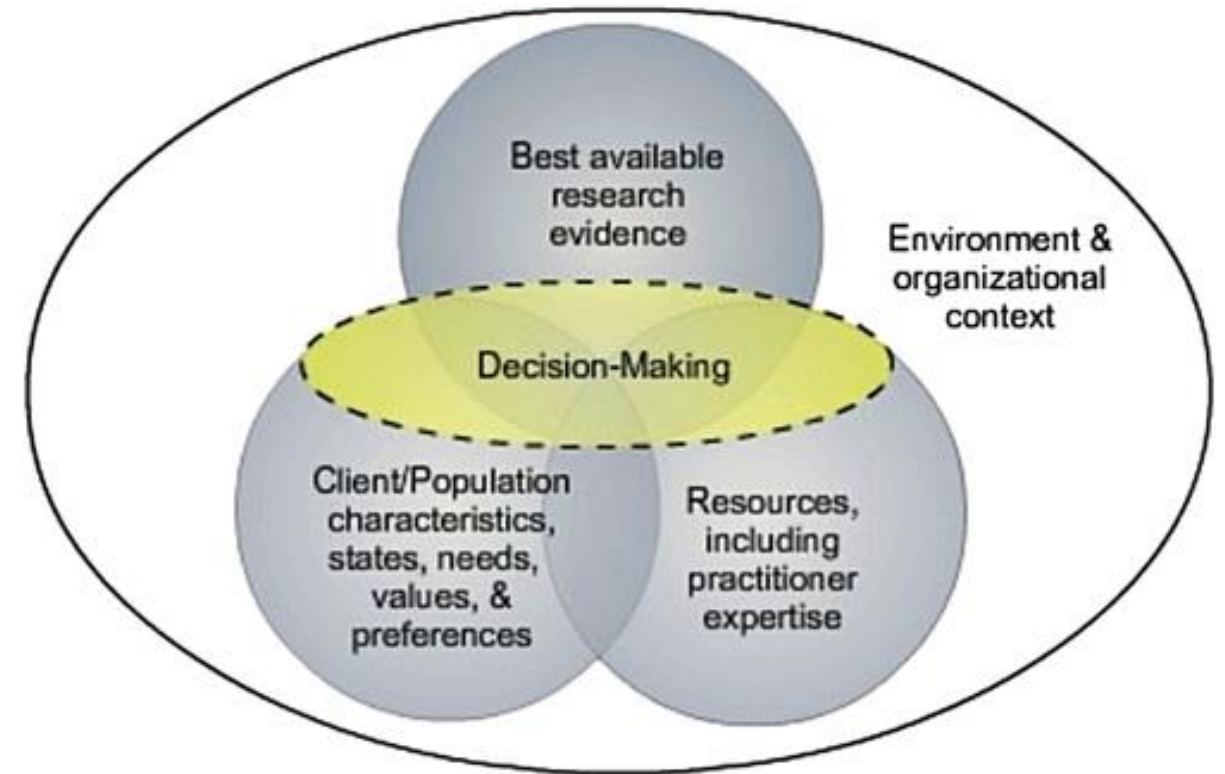 Best available
research
evidence
Environment &
organizational
context
Decision-Making
Client/Population
characteristics,
states, needs,
values, &
preferences
Resources,
including
practitioner
expertise